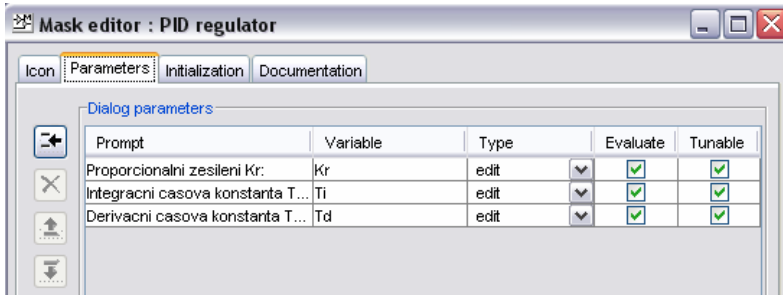 Mask editor : PID regulator
Icon Parameters Initialization Documentation
Dialog parameters
Prompt Variable Type Evaluate Tunable
Proporcionalni zesileni Kr: Kr edit
Integracni casova konstanta T... Ti edit
Derivacni casova konstanta T... Td edit